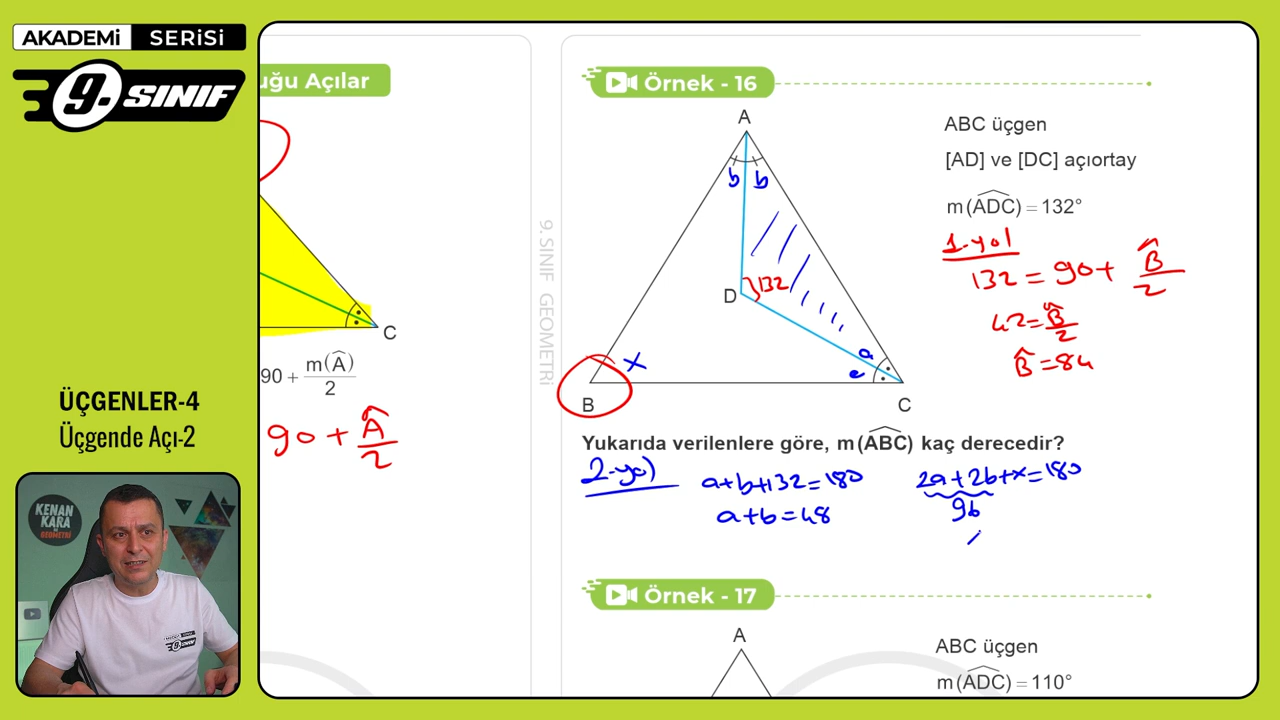 AKADEMİ SERİSİ
9. SINIF
ÜÇGENLER-4
Üçgende Açı-2
KENAN
KARA
GEOMETRİ
9. SINIF
uğu Açılar
C
90 + m(A) / 2
90 + A / 2
9. SINIF GEOMETRİ
Örnek - 16
A
b b
D
132
x
a
a
B
C
ABC üçgen
[AD] ve [DC] açıortay
m(ADC) = 132°
1-yol
132 = 90 + B / 2
42 = B / 2
B = 84
Yukarıda verilenlere göre, m(ABC) kaç derecedir?
2-yol
a+b+132=180
a+b=48
2a+2b+x=180
96
Örnek - 17
A
ABC üçgen
m(ADC) = 110°